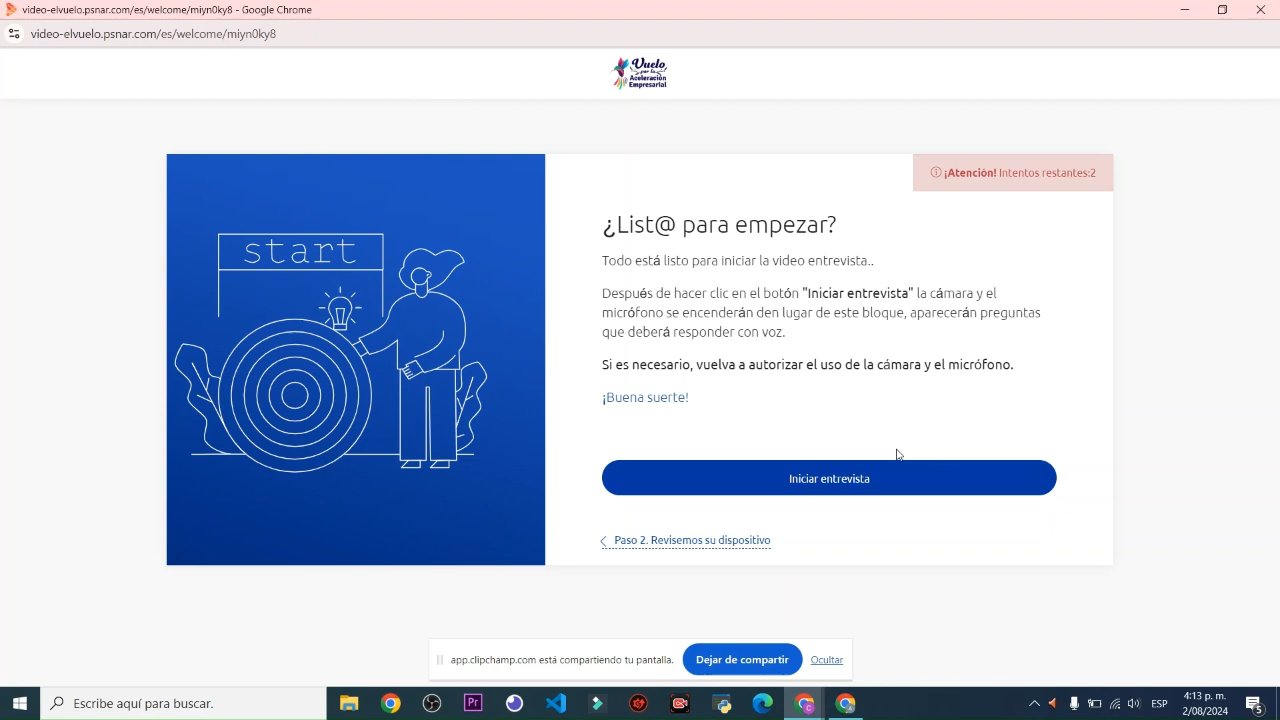 video-elvuelo.psnar.com/es/welcome/miyn0ky8 - Google Chrome
video-elvuelo.psnar.com/es/welcome/miyn0ky8
Vuelo
por la
Aceleración
Empresarial
¡Atención! Intentos restantes:2
start
¿List@ para empezar?
Todo está listo para iniciar la video entrevista..
Después de hacer clic en el botón "Iniciar entrevista" la cámara y el
micrófono se encenderán den lugar de este bloque, aparecerán preguntas
que deberá responder con voz.
Si es necesario, vuelva a autorizar el uso de la cámara y el micrófono.
¡Buena suerte!
Iniciar entrevista
Paso 2. Revisemos su dispositivo
app.clipchamp.com está compartiendo tu pantalla.
Dejar de compartir
Ocultar
Escribe aquí para buscar.
Pr
ESP
4:13 p. m.
2/08/2024
5